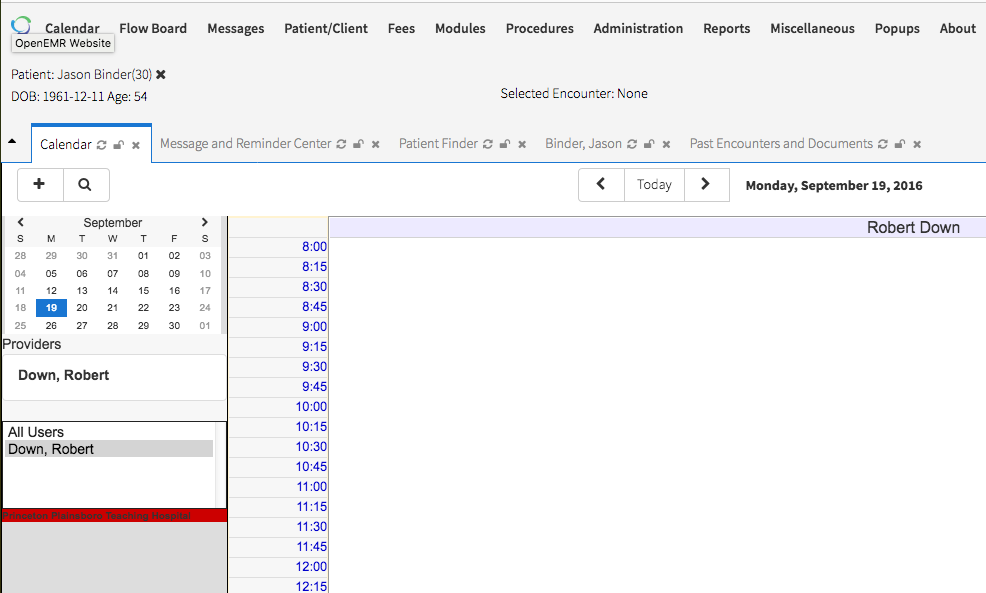 Calendar Flow Board Messages Patient/Client Fees Modules Procedures Administration Reports Miscellaneous Popups About
OpenEMR Website
Patient: Jason Binder(30)
DOB: 1961-12-11 Age: 54
Selected Encounter: None
Calendar Message and Reminder Center Patient Finder Binder, Jason Past Encounters and Documents
Today Monday, September 19, 2016
September
S M T W T F S
28 29 30 31 01 02 03
04 05 06 07 08 09 10
11 12 13 14 15 16 17
18 19 20 21 22 23 24
25 26 27 28 29 30 01
Providers
Down, Robert
All Users
Down, Robert
Princeton Plainsboro Teaching Hospital
Robert Down
8:00
8:15
8:30
8:45
9:00
9:15
9:30
9:45
10:00
10:15
10:30
10:45
11:00
11:15
11:30
11:45
12:00
12:15